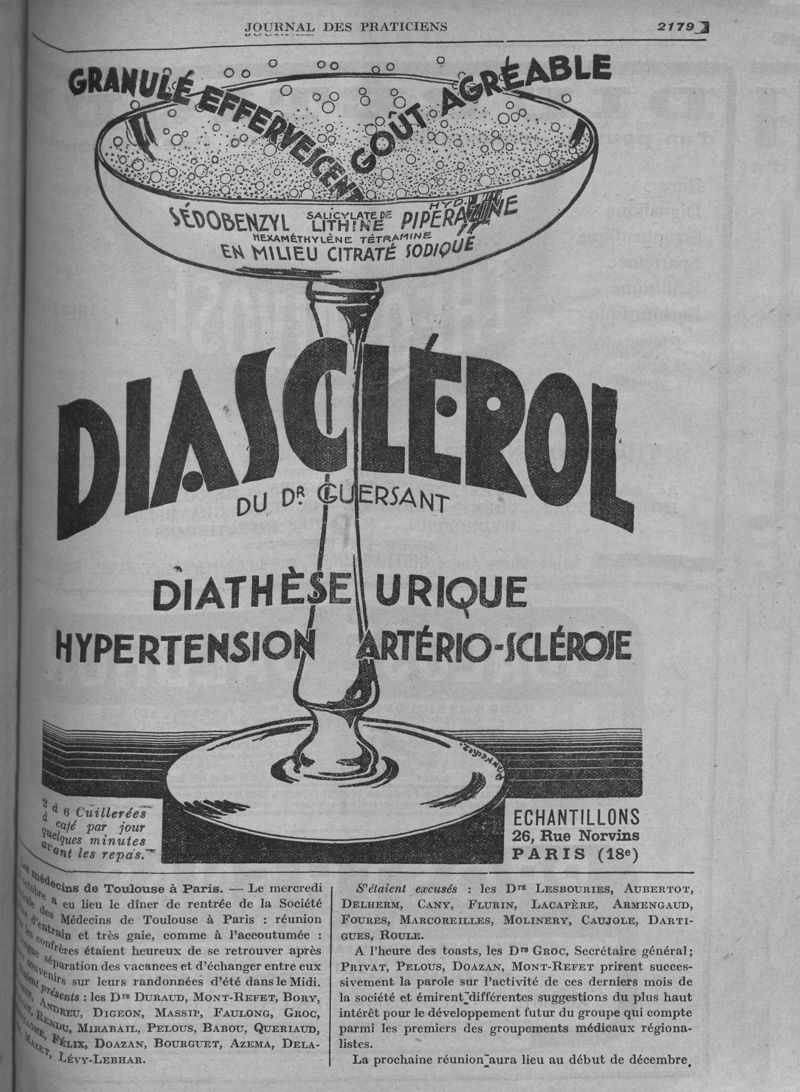 JOURNAL DES PRATICIENS
2179
GRANULÉ EFFERVESCENT
GOÛT AGRÉABLE
SÉDOBENZYL SALICYLATE DE LITHINE PIPÉRAZINE HYD
HEXAMÉTHYLÈNE TÉTRAMINE
EN MILIEU CITRATÉ SODIQUE
DIASCLÉROL
DU DR GUERSANT
DIATHÈSE URIQUE
HYPERTENSION ARTÉRIO-SCLÉROSE
2 à 6 Cuillerées
à café par jour
quelques minutes
avant les repas.
ECHANTILLONS
26, Rue Norvins
PARIS (18e)
Les médecins de Toulouse à Paris. — Le mercredi
octobre a eu lieu le dîner de rentrée de la Société
des Médecins de Toulouse à Paris : réunion
d'entrain et très gaie, comme à l'accoutumée :
les confrères étaient heureux de se retrouver après
séparation des vacances et d'échanger entre eux
souvenirs sur leurs randonnées d'été dans le Midi.
présents : les Drs DURAUD, MONT-REFET, BORY,
ANDREU, DIGEON, MASSIP, FAULONG, GROC,
RENDU, MIRABAIL, PELOUS, BABOU, QUERIAUD,
FÉLIX, DOAZAN, BOURGUET, AZEMA, DELA-
MAZET, LÉVY-LEBHAR.
S'étaient excusés : les Drs LESBOURIES, AUBERTOT,
DELHERM, CANY, FLURIN, LACAPÈRE, ARMENGAUD,
FOURES, MARCOREILLES, MOLINERY, CAUJOLE, DARTI-
GUES, ROULE.
A l'heure des toasts, les Drs GROC, Secrétaire général ;
PRIVAT, PELOUS, DOAZAN, MONT-REFET prirent succes-
sivement la parole sur l'activité de ces derniers mois de
la société et émirent différentes suggestions du plus haut
intérêt pour le développement futur du groupe qui compte
parmi les premiers des groupements médicaux régiona-
listes.
La prochaine réunion aura lieu au début de décembre.